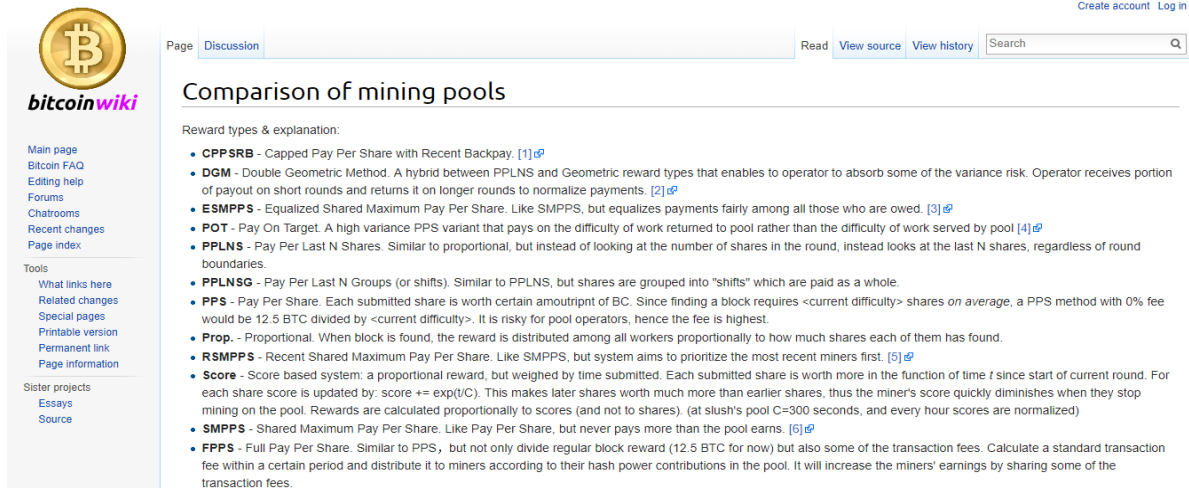 Create account Log in
bitcoinwiki
Page Discussion
Read View source View history Search
Comparison of mining pools
Reward types & explanation:
• CPPSRB - Capped Pay Per Share with Recent Backpay. [1]
• DGM - Double Geometric Method. A hybrid between PPLNS and Geometric reward types that enables to operator to absorb some of the variance risk. Operator receives portion
of payout on short rounds and returns it on longer rounds to normalize payments. [2]
• ESMPPS - Equalized Shared Maximum Pay Per Share. Like SMPPS, but equalizes payments fairly among all those who are owed. [3]
• POT - Pay On Target. A high variance PPS variant that pays on the difficulty of work returned to pool rather than the difficulty of work served by pool [4]
• PPLNS - Pay Per Last N Shares. Similar to proportional, but instead of looking at the number of shares in the round, instead looks at the last N shares, regardless of round
boundaries.
• PPLNSG - Pay Per Last N Groups (or shifts). Similar to PPLNS, but shares are grouped into "shifts" which are paid as a whole.
• PPS - Pay Per Share. Each submitted share is worth certain amoutripnt of BC. Since finding a block requires <current difficulty> shares on average, a PPS method with 0% fee
would be 12.5 BTC divided by <current difficulty>. It is risky for pool operators, hence the fee is highest.
• Prop. - Proportional. When block is found, the reward is distributed among all workers proportionally to how much shares each of them has found.
• RSMPPS - Recent Shared Maximum Pay Per Share. Like SMPPS, but system aims to prioritize the most recent miners first. [5]
• Score - Score based system: a proportional reward, but weighed by time submitted. Each submitted share is worth more in the function of time t since start of current round. For
each share score is updated by: score += exp(t/C). This makes later shares worth much more than earlier shares, thus the miner's score quickly diminishes when they stop
mining on the pool. Rewards are calculated proportionally to scores (and not to shares). (at slush's pool C=300 seconds, and every hour scores are normalized)
• SMPPS - Shared Maximum Pay Per Share. Like Pay Per Share, but never pays more than the pool earns. [6]
• FPPS - Full Pay Per Share. Similar to PPS，but not only divide regular block reward (12.5 BTC for now) but also some of the transaction fees. Calculate a standard transaction
fee within a certain period and distribute it to miners according to their hash power contributions in the pool. It will increase the miners' earnings by sharing some of the
transaction fees.
Main page
Bitcoin FAQ
Editing help
Forums
Chatrooms
Recent changes
Page index
Tools
What links here
Related changes
Special pages
Printable version
Permanent link
Page information
Sister projects
Essays
Source